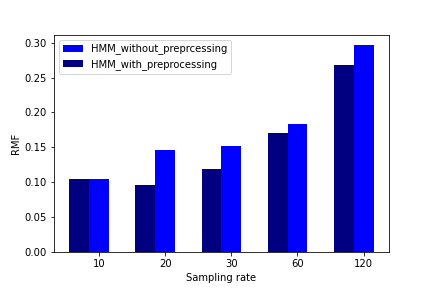 HMM_without_preprcessing
HMM_with_preprocessing
RMF
0.30
0.25
0.20
0.15
0.10
0.05
0.00
10 20 30 60 120
Sampling rate